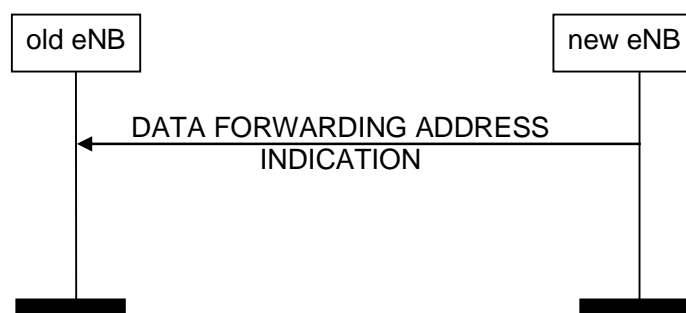 old eNB
new eNB
DATA FORWARDING ADDRESS
INDICATION